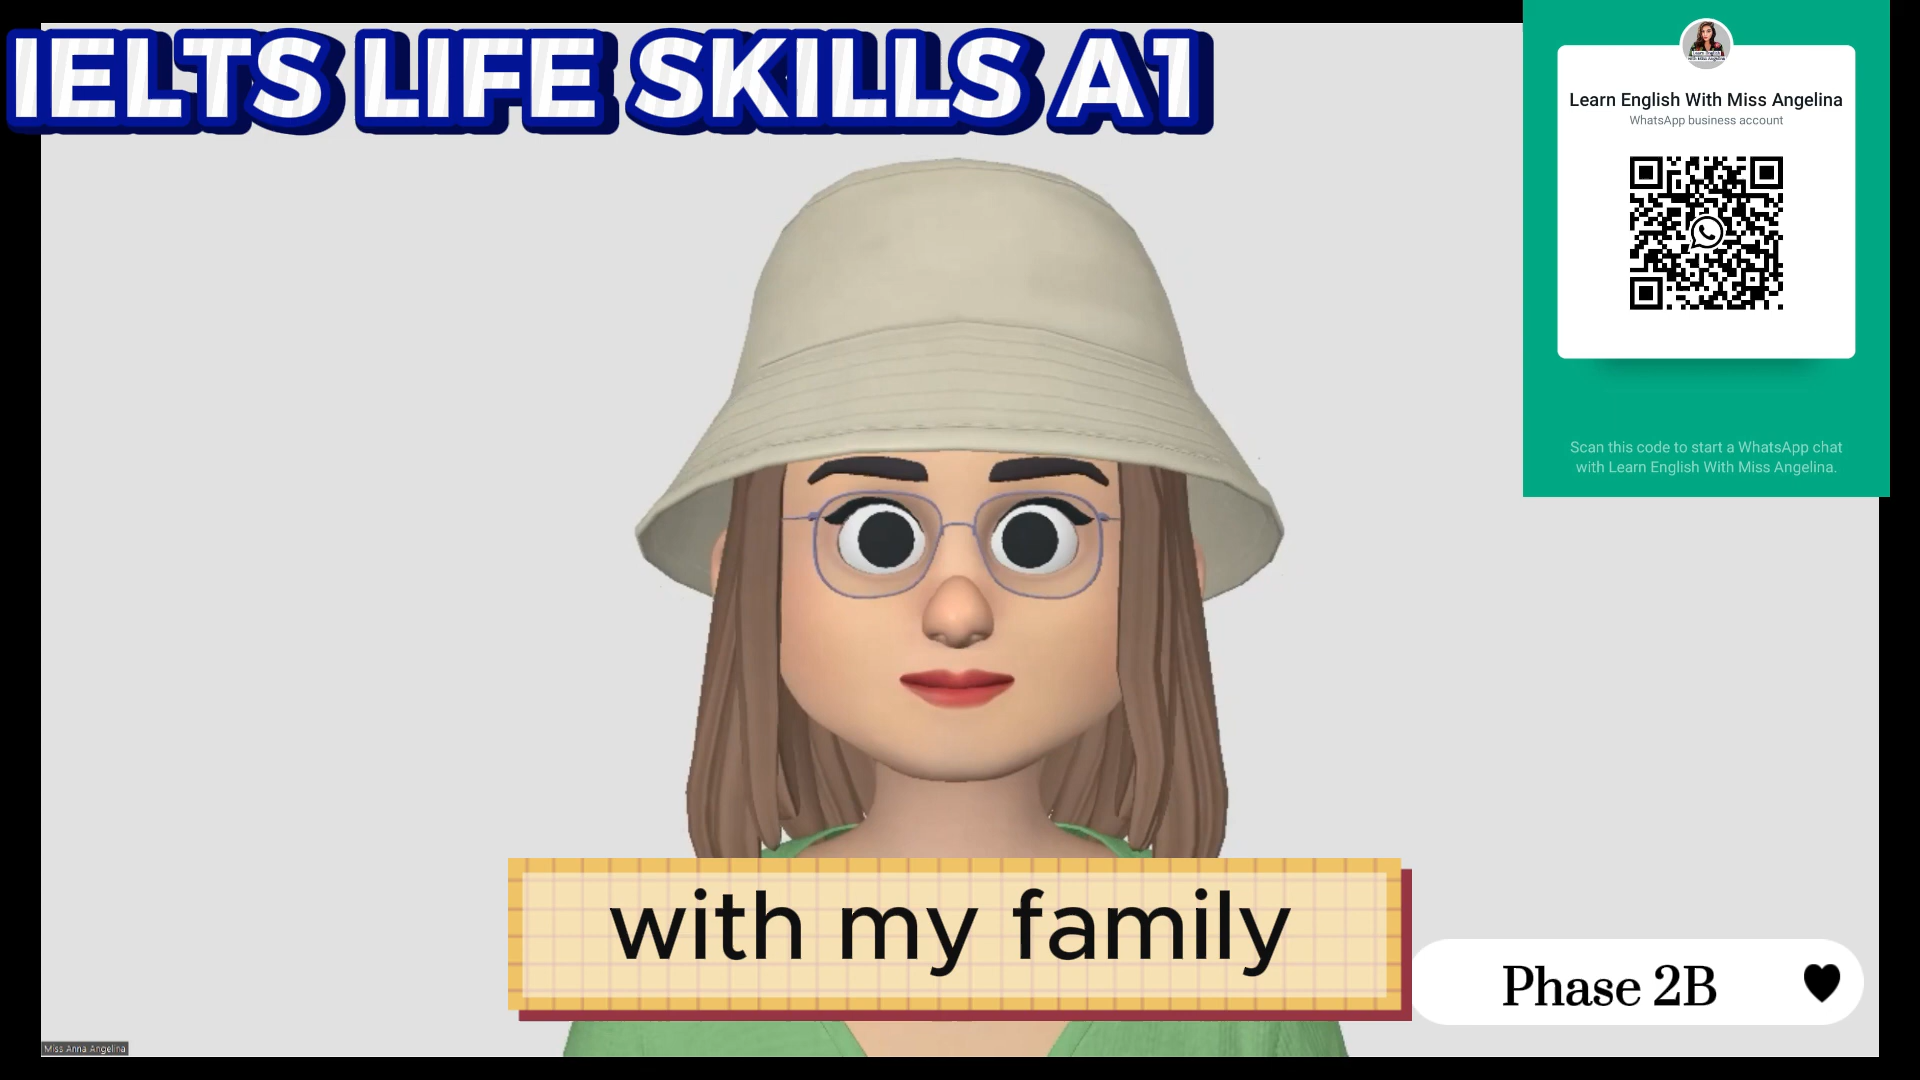 IELTS LIFE SKILLS A1
Learn English With Miss Angelina
WhatsApp business account
Scan this code to start a WhatsApp chat
with Learn English With Miss Angelina.
with my family
Phase 2B
Miss Anna Angelina